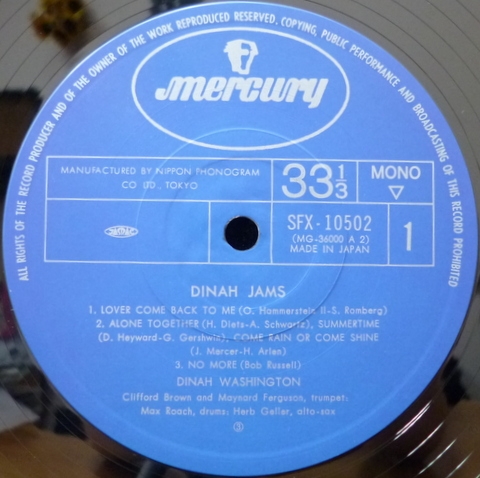 ALL RIGHTS OF THE RECORD PRODUCER AND OF THE OWNER OF THE WORK REPRODUCED RESERVED. COPYING, PUBLIC PERFORMANCE AND BROADCASTING OF THIS RECORD PROHIBITED
mercury
MANUFACTURED BY NIPPON PHONOGRAM
CO. LTD., TOKYO
33 1/3
MONO
▽
SFX-10502
(MG-36000 A 2)
MADE IN JAPAN
1
DINAH JAMS
1. LOVER COME BACK TO ME (O. Hammerstein II-S. Romberg)
2. ALONE TOGETHER (H. Diets-A. Schwartz), SUMMERTIME
(D. Heyward-G. Gershwin), COME RAIN OR COME SHINE
(J. Mercer-H. Arlen)
3. NO MORE (Bob Russell)
DINAH WASHINGTON
Clifford Brown and Maynard Ferguson, trumpet:
Max Roach, drums: Herb Geller, alto-sax
③